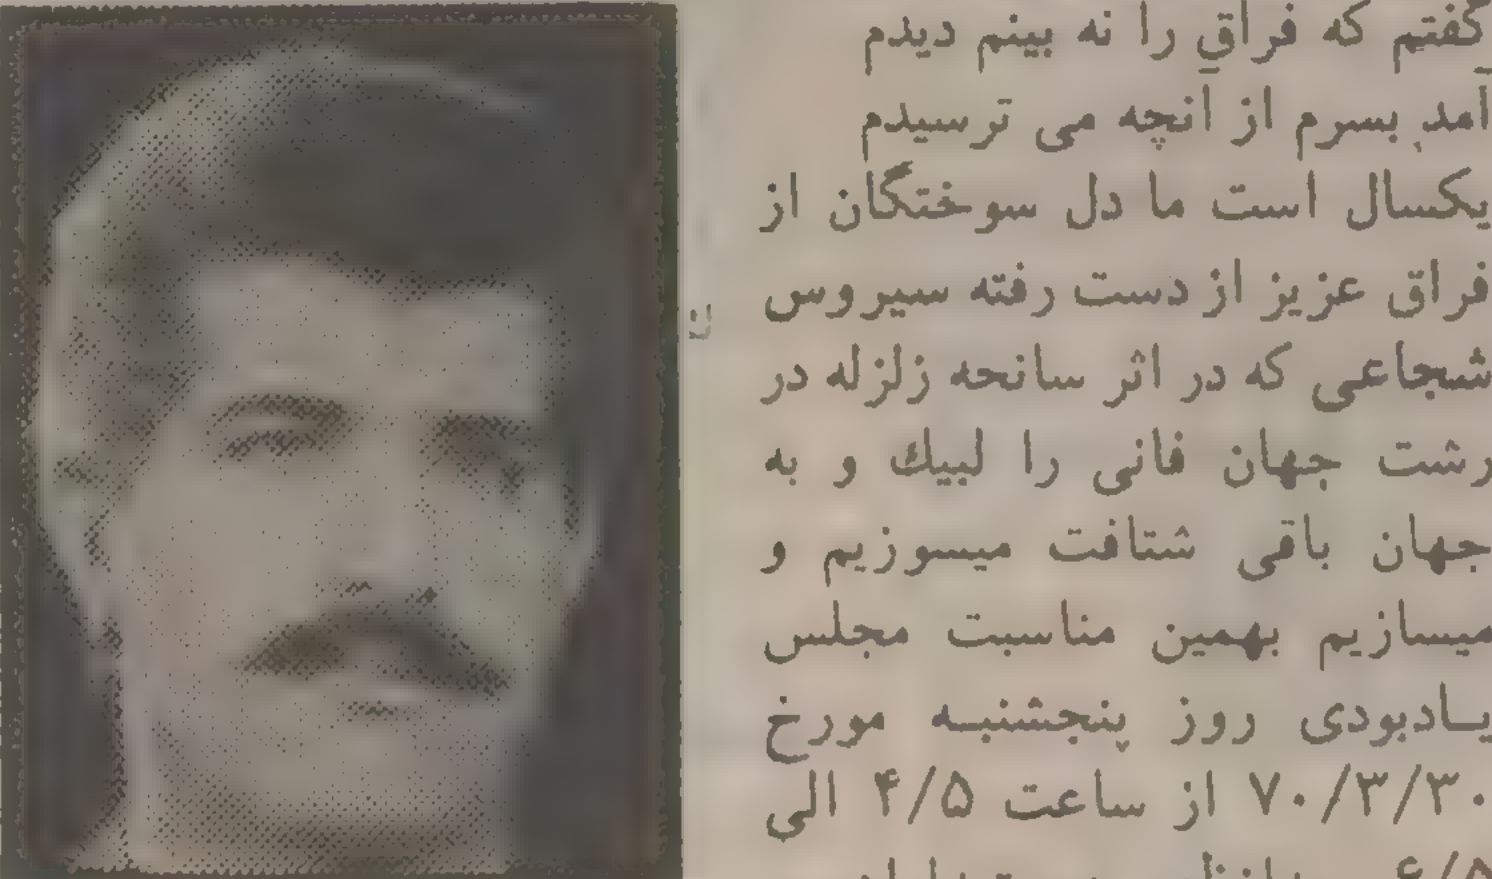 گفتم که فراق را نه بینم دیدم
آمد بسرم از آنچه می ترسیدم
یکسال است ما دل سوختگان از
فراق عزیز از دست رفته سیروس
شجاعی که در اثر سانحه زلزله در
رشت جهان فانی را لبیك و به
جهان باقی شتافت میسوزیم و
میسازیم بهمین مناسبت مجلس
یادبودی روز پنجشنبه مورخ
۷۰/۳/۳۰ از ساعت ۴/۵ الی
۶/۵